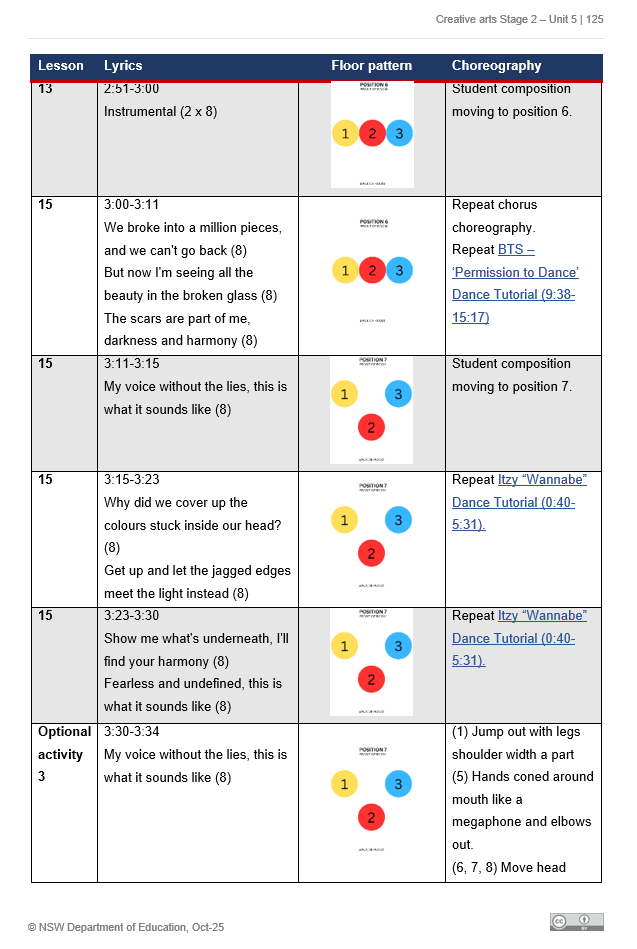 Creative arts Stage 2 – Unit 5 | 125
Lesson Lyrics Floor pattern Choreography
13
2:51-3:00
Instrumental (2 x 8)
POSITION 6
1 2 3
Student composition
moving to position 6.
15
3:00-3:11
We broke into a million pieces,
and we can't go back (8)
But now I'm seeing all the
beauty in the broken glass (8)
The scars are part of me,
darkness and harmony (8)
POSITION 6
1 2 3
Repeat chorus
choreography.
Repeat BTS –
‘Permission to Dance’
Dance Tutorial (9:38-
15:17)
15
3:11-3:15
My voice without the lies, this is
what it sounds like (8)
POSITION 7
1 3
2
Student composition
moving to position 7.
15
3:15-3:23
Why did we cover up the
colours stuck inside our head?
(8)
Get up and let the jagged edges
meet the light instead (8)
POSITION 7
1 3
2
Repeat Itzy “Wannabe”
Dance Tutorial (0:40-
5:31).
15
3:23-3:30
Show me what's underneath, I'll
find your harmony (8)
Fearless and undefined, this is
what it sounds like (8)
POSITION 7
1 3
2
Repeat Itzy “Wannabe”
Dance Tutorial (0:40-
5:31).
Optional
activity
3
3:30-3:34
My voice without the lies, this is
what it sounds like (8)
POSITION 7
1 3
2
(1) Jump out with legs
shoulder width a part
(5) Hands coned around
mouth like a
megaphone and elbows
out.
(6, 7, 8) Move head
© NSW Department of Education, Oct-25
cc
BY